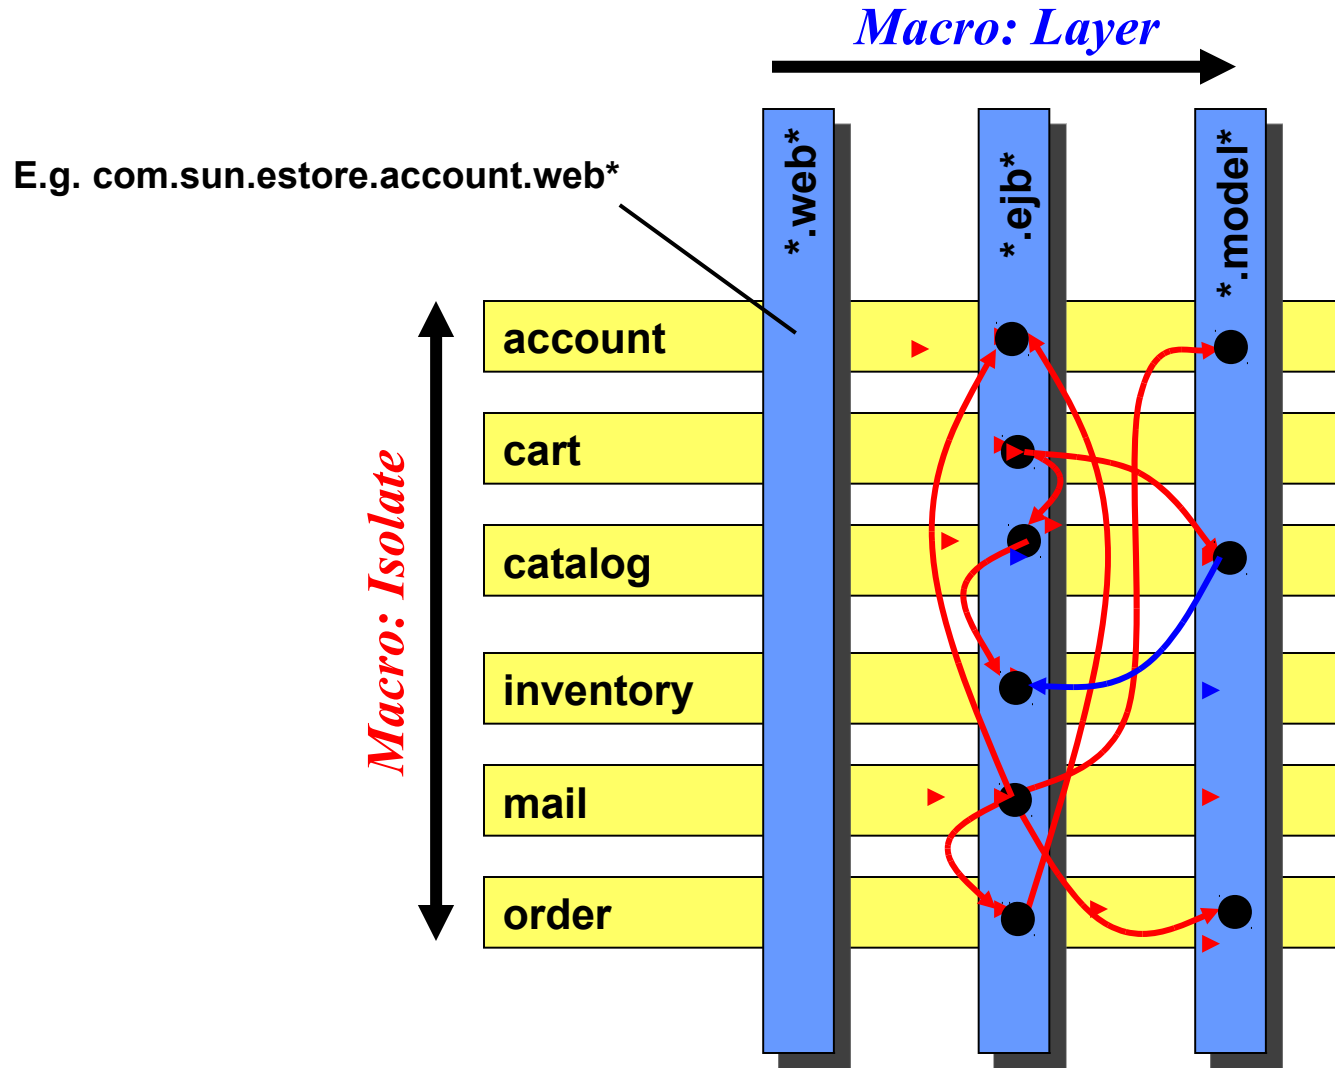 Macro: Layer
E.g. com.sun.estore.account.web*
*.web*
*.ejb*
*.model*
Macro: Isolate
account
cart
catalog
inventory
mail
order